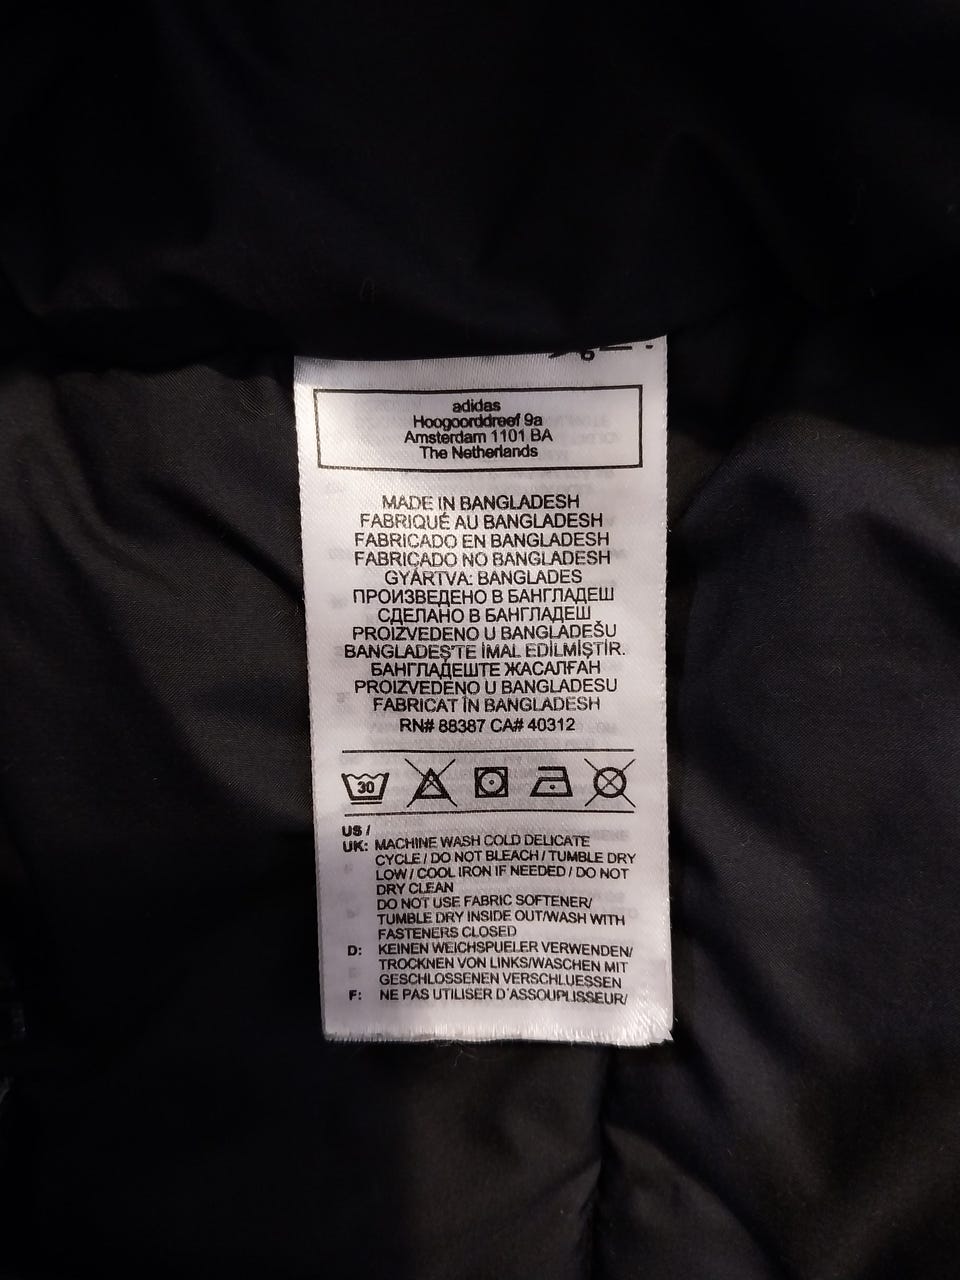 adidas
Hoogoorddreef 9a
Amsterdam 1101 BA
The Netherlands
MADE IN BANGLADESH
FABRIQUÉ AU BANGLADESH
FABRICADO EN BANGLADESH
FABRICADO NO BANGLADESH
GYÁRTVA: BANGLADES
ПРОИЗВЕДЕНО В БАНГЛАДЕШ
СДЕЛАНО В БАНГЛАДЕШ
PROIZVEDENO U BANGLADEŠU
BANGLADEŞ'TE İMAL EDİLMİŞTİR.
БАНГЛАДЕШТЕ ЖАСАЛҒАН
PROIZVEDENO U BANGLADESU
FABRICAT ÎN BANGLADESH
RN# 88387 CA# 40312
30
US /
UK: MACHINE WASH COLD DELICATE
CYCLE / DO NOT BLEACH / TUMBLE DRY
LOW / COOL IRON IF NEEDED / DO NOT
DRY CLEAN
DO NOT USE FABRIC SOFTENER/
TUMBLE DRY INSIDE OUT/WASH WITH
FASTENERS CLOSED
D: KEINEN WEICHSPUELER VERWENDEN/
TROCKNEN VON LINKS/WASCHEN MIT
GESCHLOSSENEN VERSCHLUESSEN
F: NE PAS UTILISER D'ASSOUPLISSEUR/